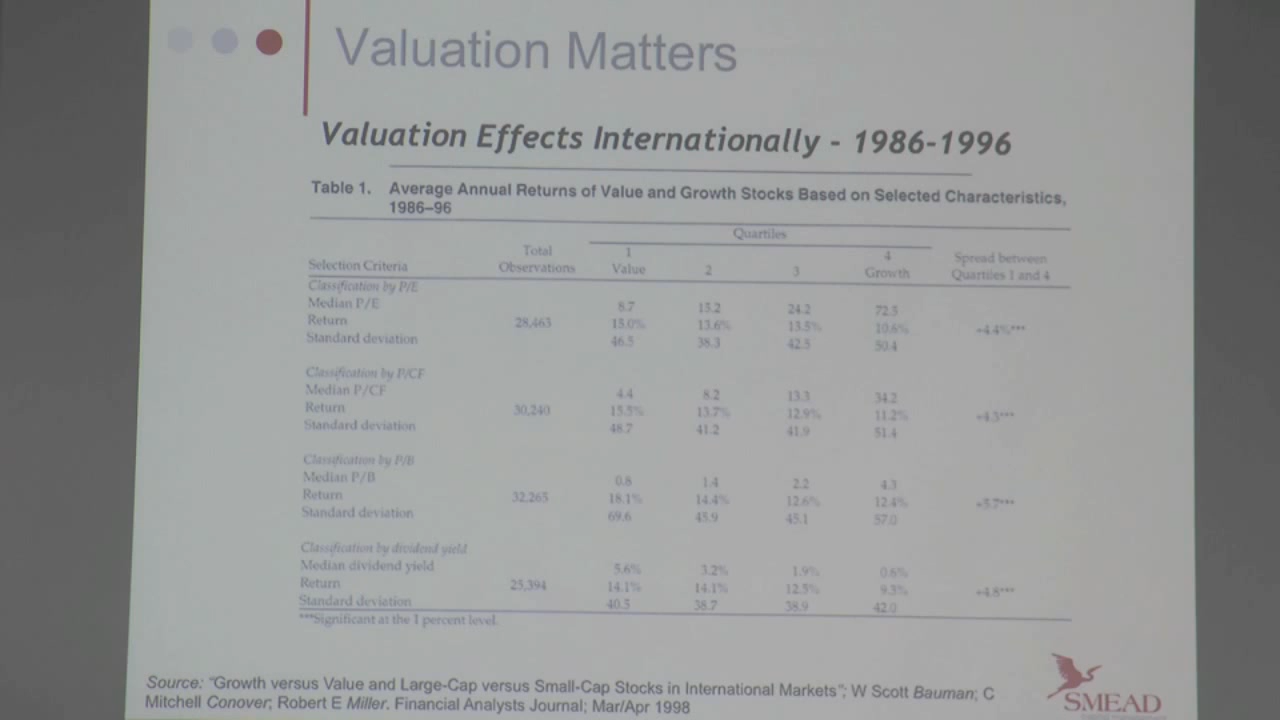 Valuation Matters
Valuation Effects Internationally - 1986-1996
Table 1. Average Annual Returns of Value and Growth Stocks Based on Selected Characteristics,
1986–96
Quartiles
Total 1 4 Spread between
Selection Criteria Observations Value 2 3 Growth Quartiles 1 and 4
Classification by P/E
Median P/E 8.7 15.2 24.2 72.5
Return 28,463 15.0% 13.6% 13.5% 10.6% +4.4%***
Standard deviation 46.5 38.3 42.5 50.4
Classification by P/CF
Median P/CF 4.4 8.2 13.3 34.2
Return 30,240 15.5% 13.7% 12.9% 11.2% +4.3***
Standard deviation 48.7 41.2 41.9 51.4
Classification by P/B
Median P/B 0.8 1.4 2.2 4.3
Return 32,265 18.1% 14.4% 12.6% 12.4% +5.7***
Standard deviation 69.6 45.9 45.1 57.0
Classification by dividend yield
Median dividend yield 5.6% 3.2% 1.9% 0.6%
Return 25,394 14.1% 14.1% 12.5% 9.3% +4.8***
Standard deviation 40.5 38.7 38.9 42.0
***Significant at the 1 percent level.
Source: "Growth versus Value and Large-Cap versus Small-Cap Stocks in International Markets"; W Scott Bauman; C
Mitchell Conover; Robert E Miller. Financial Analysts Journal; Mar/Apr 1998
SMEAD